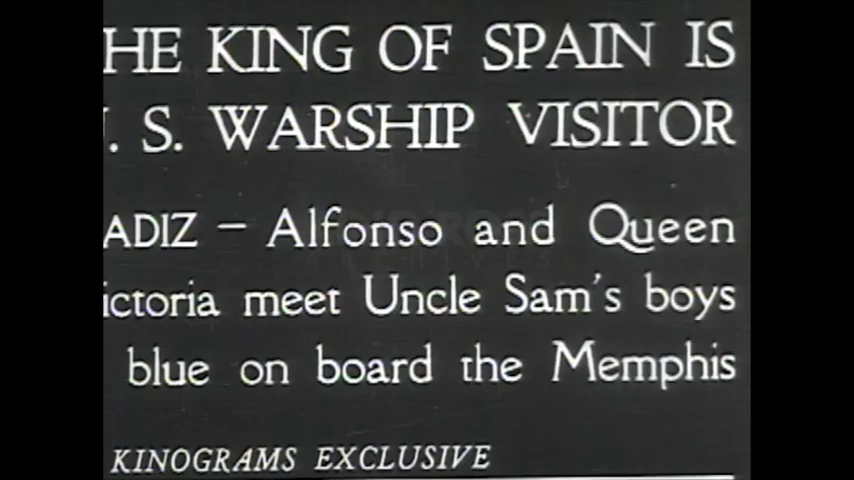 HE KING OF SPAIN IS
. S. WARSHIP VISITOR
ADIZ – Alfonso and Queen
ictoria meet Uncle Sam's boys
blue on board the Memphis
ARCHIVES
KINOGRAMS EXCLUSIVE